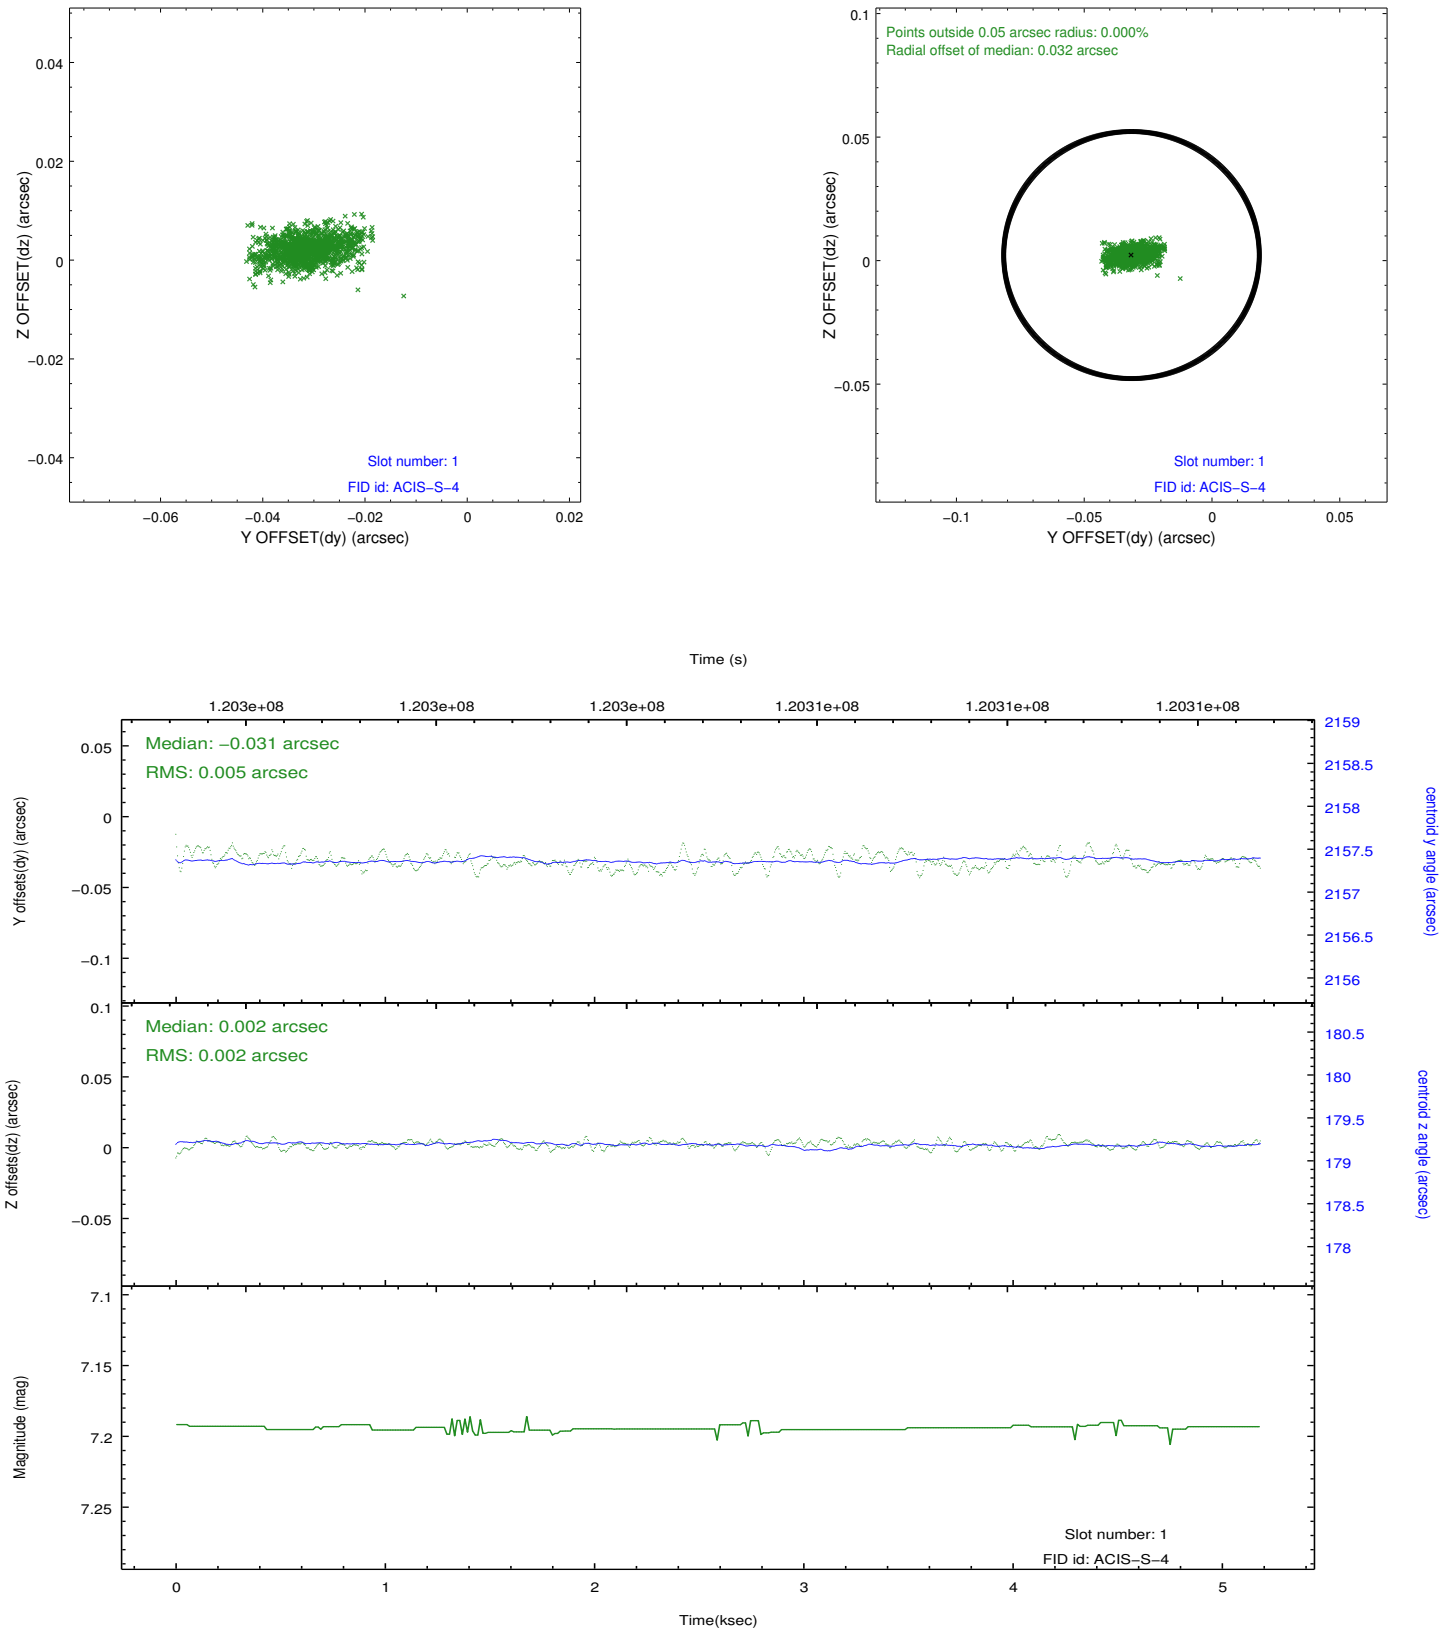 0.04
0.02
0
−0.02
−0.04
Z OFFSET(dz) (arcsec)
Slot number: 1
FID id: ACIS−S−4
−0.06 −0.04 −0.02 0 0.02
Y OFFSET(dy) (arcsec)
Points outside 0.05 arcsec radius: 0.000%
Radial offset of median: 0.032 arcsec
0.1
0.05
0
−0.05
Z OFFSET(dz) (arcsec)
Slot number: 1
FID id: ACIS−S−4
−0.1 −0.05 0 0.05
Y OFFSET(dy) (arcsec)
Time (s)
1.203e+08 1.203e+08 1.203e+08 1.2031e+08 1.2031e+08 1.2031e+08
Median: −0.031 arcsec
RMS: 0.005 arcsec
0.05
0
−0.05
−0.1
Y offsets(dy) (arcsec)
2159
2158.5
2158
2157.5
2157
2156.5
2156
centroid y angle (arcsec)
Median: 0.002 arcsec
RMS: 0.002 arcsec
0.1
0.05
0
−0.05
Z offsets(dz) (arcsec)
180.5
180
179.5
179
178.5
178
centroid z angle (arcsec)
7.1
7.15
7.2
7.25
Magnitude (mag)
Slot number: 1
FID id: ACIS−S−4
0 1 2 3 4 5
Time(ksec)